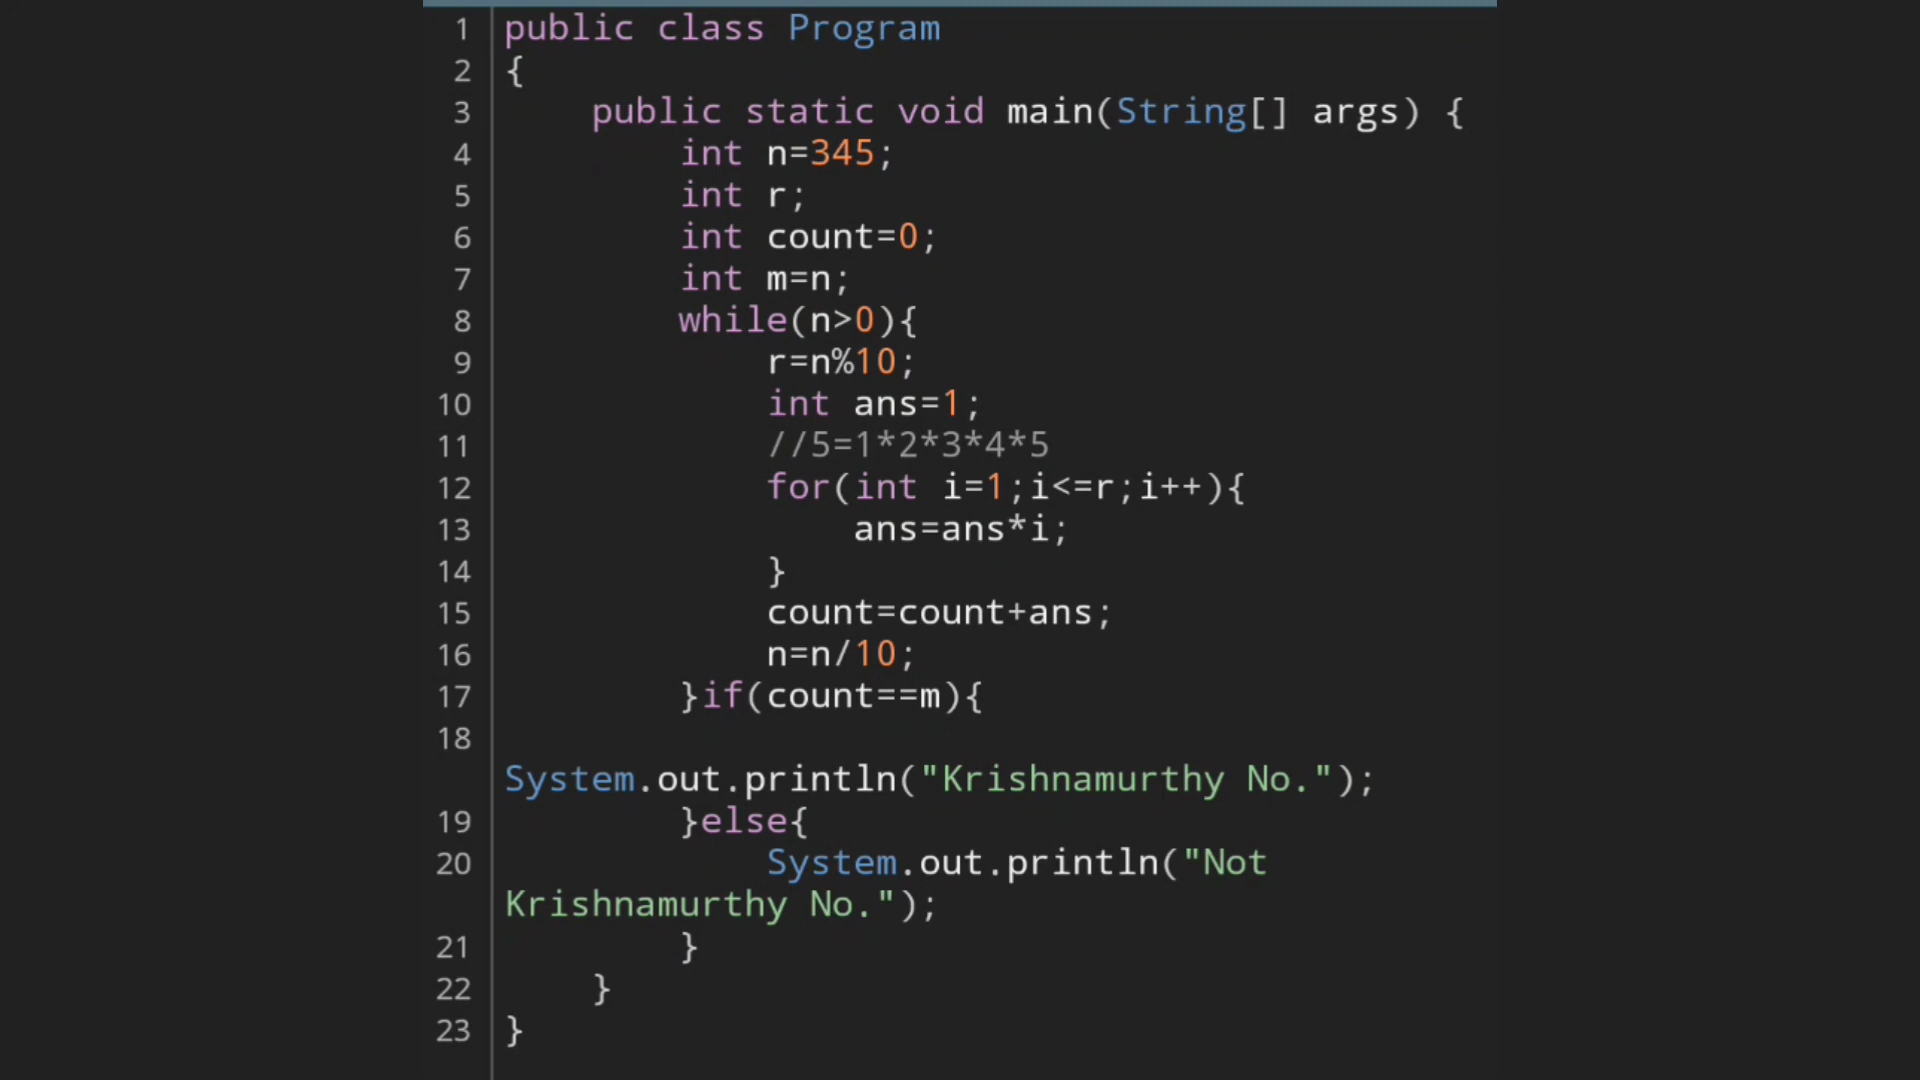 1 public class Program
2 {
3 public static void main(String[] args) {
4 int n=345;
5 int r;
6 int count=0;
7 int m=n;
8 while(n>0){
9 r=n%10;
10 int ans=1;
11 //5=1*2*3*4*5
12 for(int i=1;i<=r;i++){
13 ans=ans*i;
14 }
15 count=count+ans;
16 n=n/10;
17 }if(count==m){
18
System.out.println("Krishnamurthy No.");
19 }else{
20 System.out.println("Not
Krishnamurthy No.");
21 }
22 }
23 }